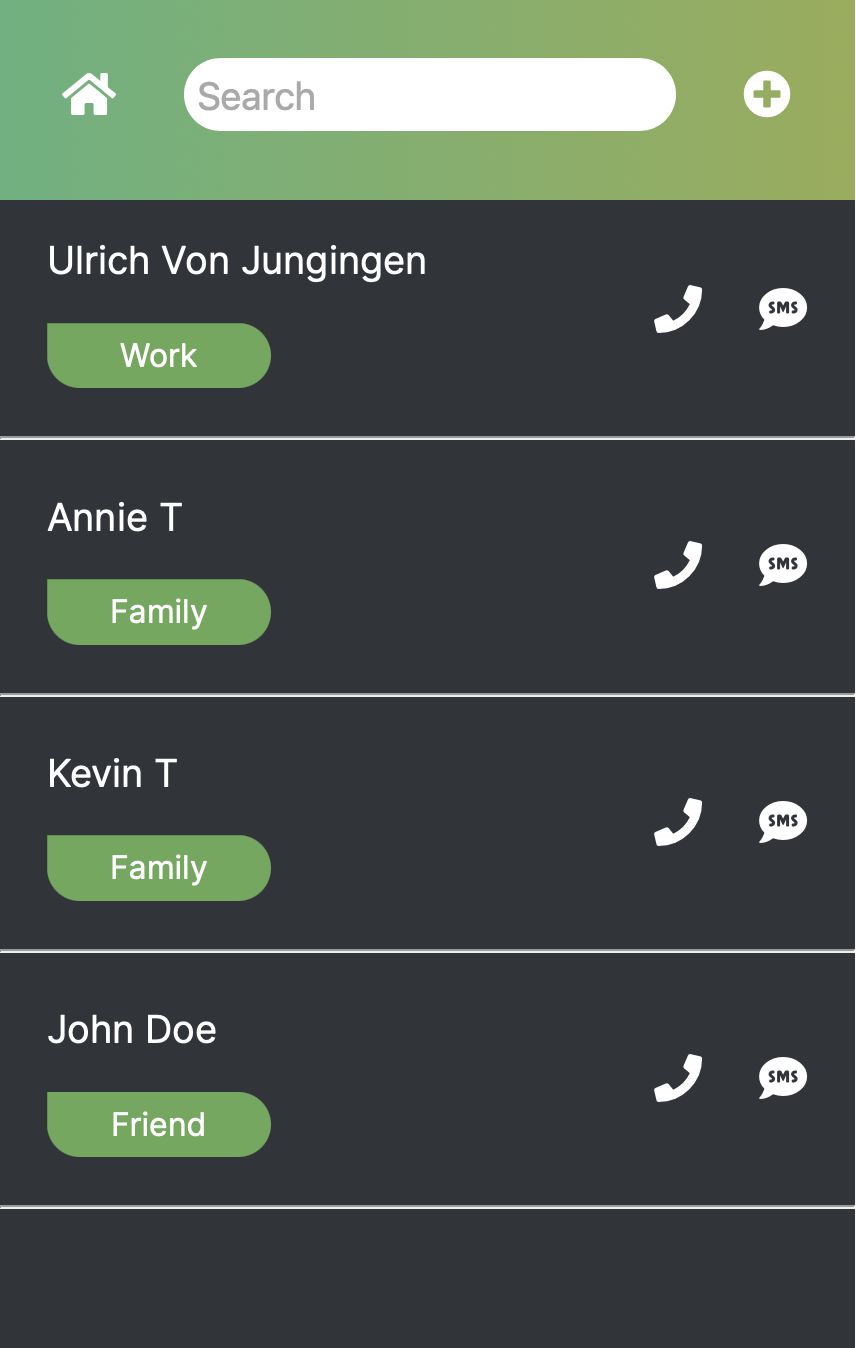 Search
Ulrich Von Jungingen
SMS
Work
Annie T
SMS
Family
Kevin T
SMS
Family
John Doe
SMS
Friend